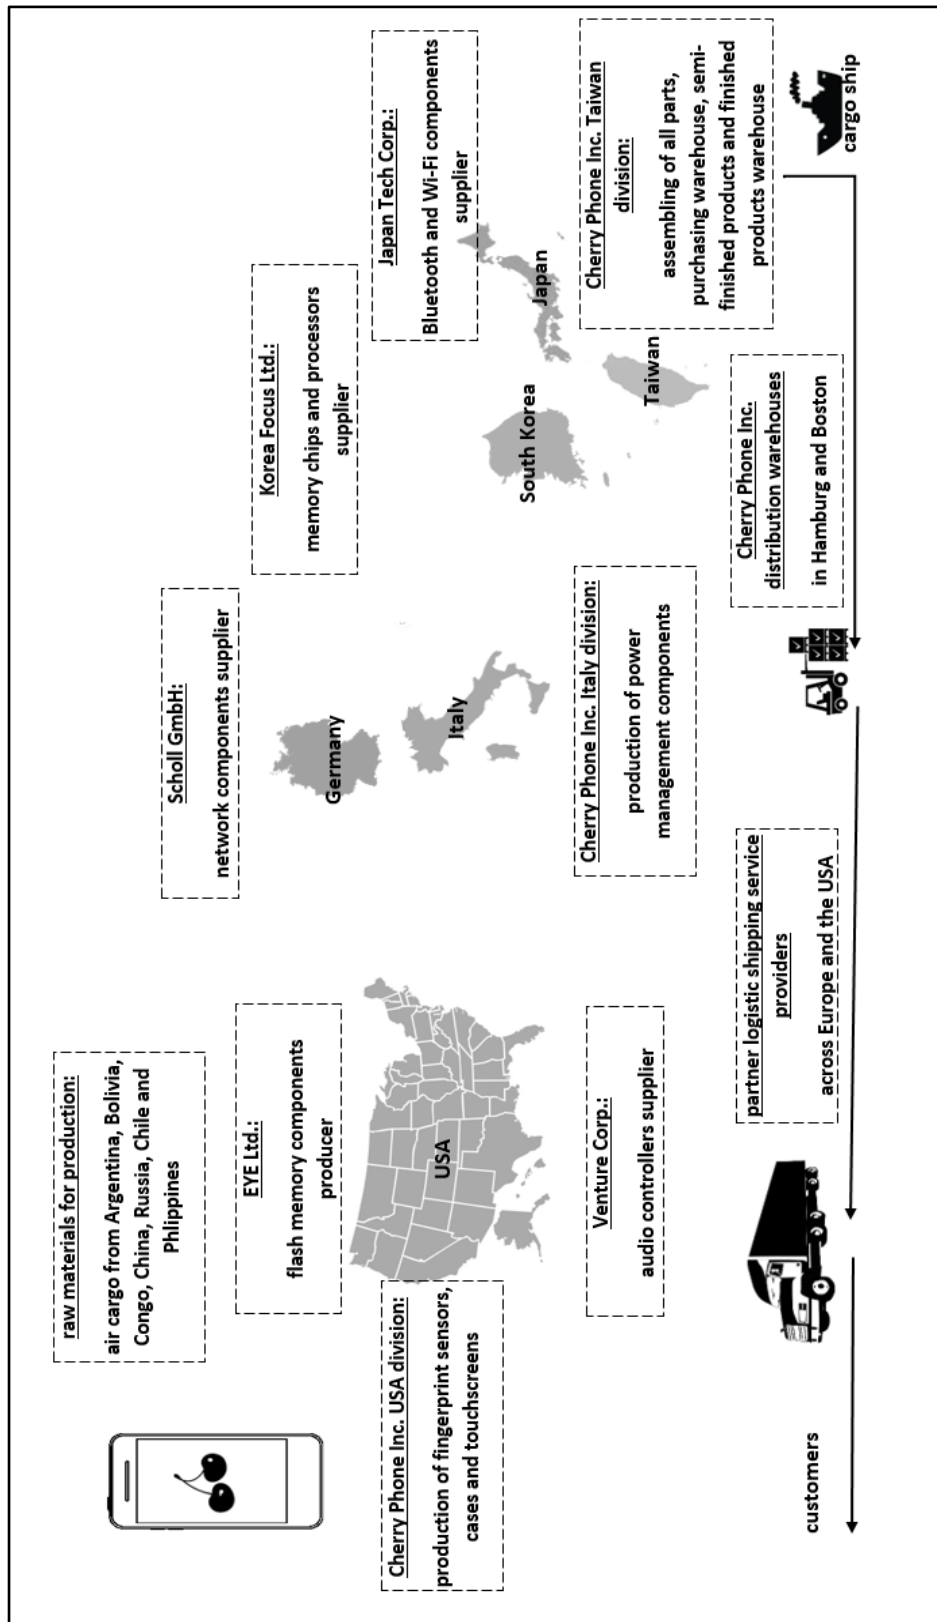 raw materials for production:
air cargo from Argentina, Bolivia,
Congo, China, Russia, Chile and
Phlippines
Scholl GmbH:
network components supplier
Korea Focus Ltd.:
memory chips and processors
supplier
Japan Tech Corp.:
Bluetooth and Wi-Fi components
supplier
EYE Ltd.:
flash memory components
producer
Cherry Phone Inc. USA division:
production of fingerprint sensors,
cases and touchscreens
USA
Germany
Italy
South Korea
Japan
Taiwan
Venture Corp.:
audio controllers supplier
Cherry Phone Inc. Italy division:
production of power
management components
Cherry Phone Inc. Taiwan
division:
assembling of all parts,
purchasing warehouse, semi-
finished products and finished
products warehouse
customers
partner logistic shipping service
providers
across Europe and the USA
Cherry Phone Inc.
distribution warehouses
in Hamburg and Boston
cargo ship